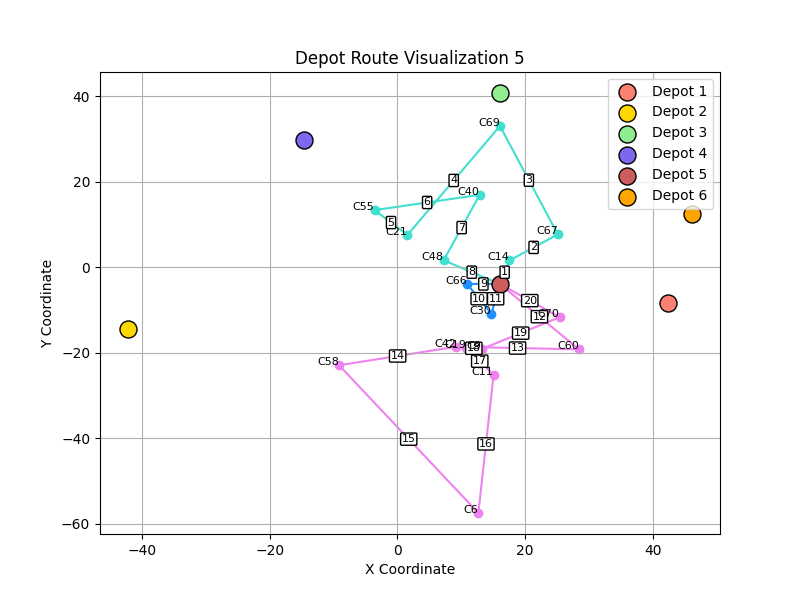 Depot Route Visualization 5
Depot 1
Depot 2
Depot 3
Depot 4
Depot 5
Depot 6
Y Coordinate
40
20
0
−20
−40
−60
C69
4
3
C40
6
C55
5
C21
7
C67
2
C48
C14
8
1
C66
9
10
11
20
C30
12
C70
19
C42
18
13
C60
14
17
C58
C11
15
16
C6
−40
−20
0
20
40
X Coordinate